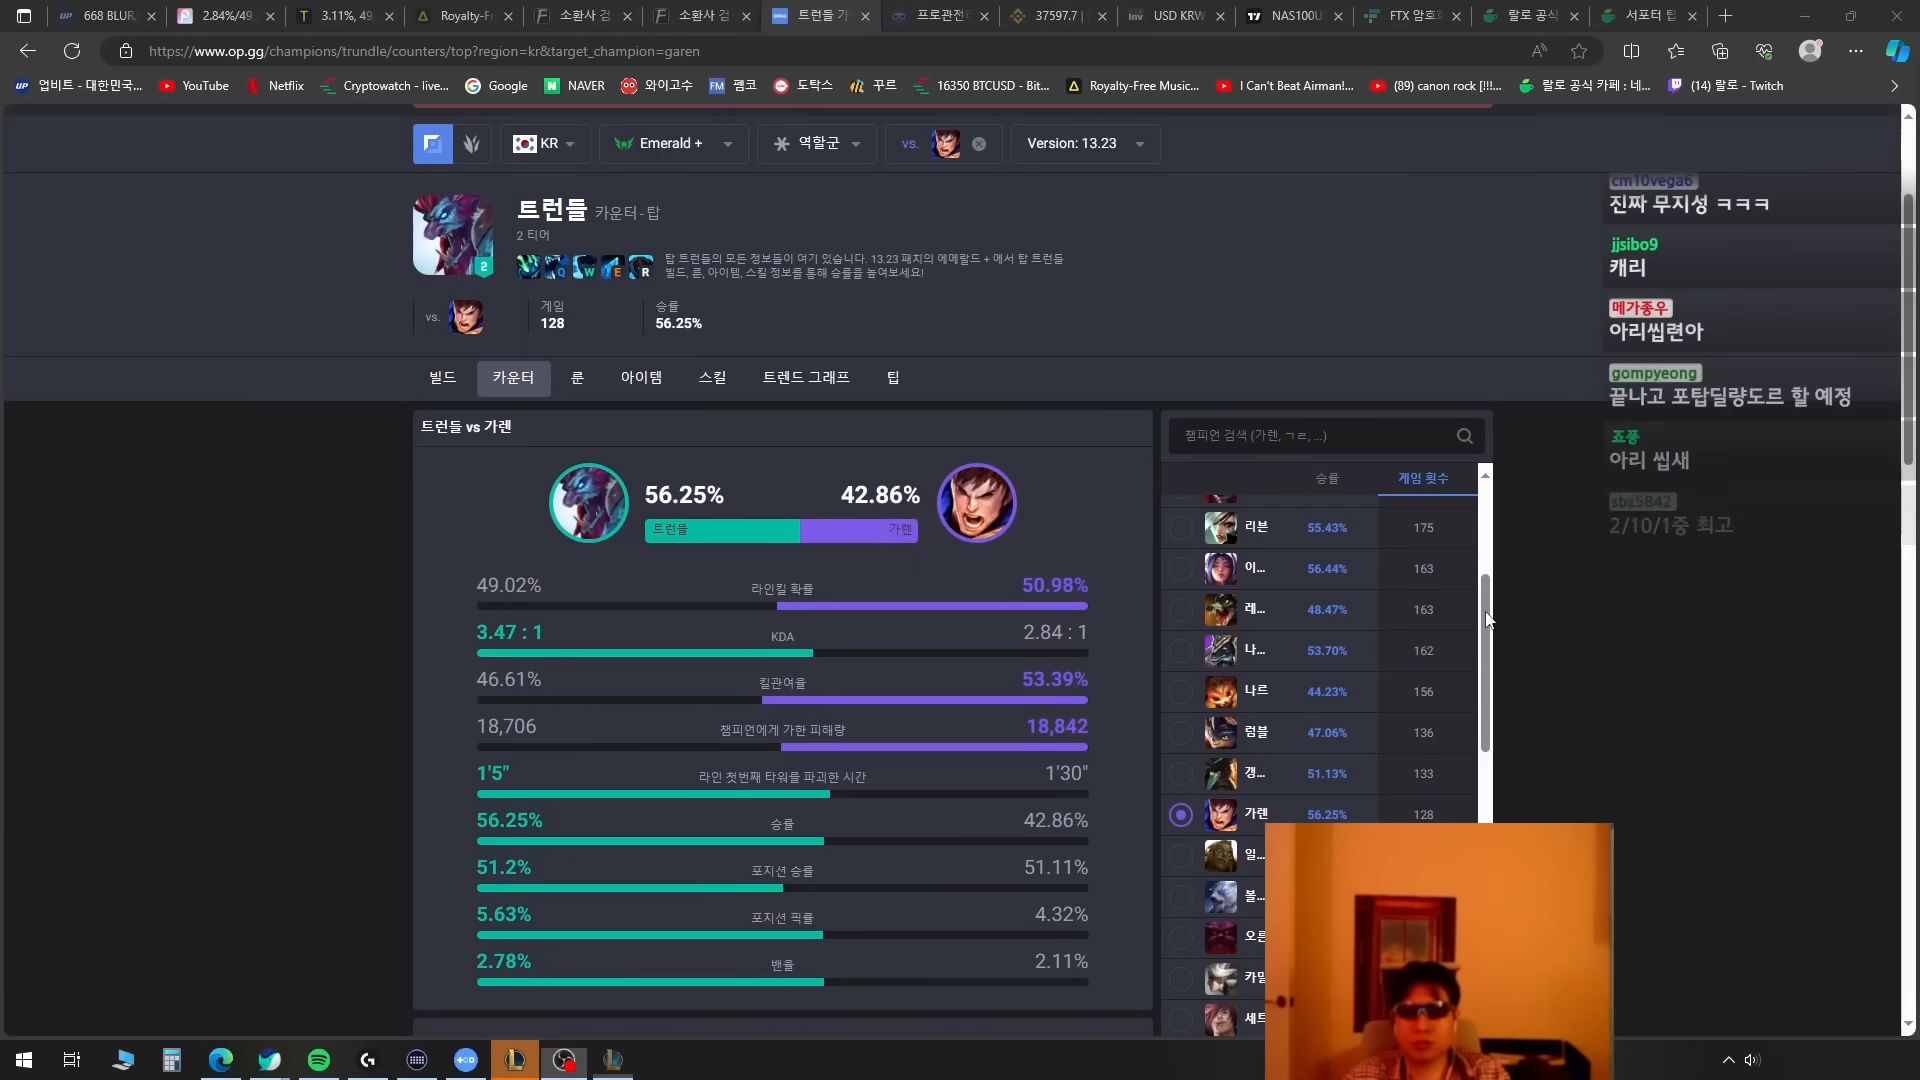 668 BLUR/
2.84%/49,
3.11%, 49,
Royalty-Fr
소환사 검
소환사 검
트런들 가
프로관전
37597.7 |
USD KRW
NAS100U
FTX 암호화
랄로 공식
서포터 탑
https://www.op.gg/champions/trundle/counters/top?region=kr&target_champion=garen
업비트 - 대한민국...
YouTube
Netflix
Cryptowatch - live...
Google
NAVER
와이고수
펨코
도탁스
꾸르
16350 BTCUSD - Bit...
Royalty-Free Music...
I Can't Beat Airman!...
(89) canon rock [!!!...
랄로 공식 카페 : 네...
(14) 랄로 - Twitch
KR
Emerald +
역할군
vs.
Version: 13.23
트런들 카운터 - 탑
2 티어
2
Q
W
E
R
탑 트런들의 모든 정보들이 여기 있습니다. 13.23 패치의 에메랄드 + 에서 탑 트런들
빌드, 룬, 아이템, 스킬 정보를 통해 승률을 높여보세요!
vs.
게임
128
승률
56.25%
빌드
카운터
룬
아이템
스킬
트렌드 그래프
팁
트런들 vs 가렌
56.25%
42.86%
트런들
가렌
49.02% 라인킬 확률 50.98%
3.47 : 1 KDA 2.84 : 1
46.61% 킬관여율 53.39%
18,706 챔피언에게 가한 피해량 18,842
1'5" 라인 첫번째 타워를 파괴한 시간 1'30"
56.25% 승률 42.86%
51.2% 포지션 승률 51.11%
5.63% 포지션 픽률 4.32%
2.78% 밴율 2.11%
챔피언 검색 (가렌, ㄱㄹ, ...)
승률 게임 횟수
리븐 55.43% 175
이... 56.44% 163
레... 48.47% 163
나... 53.70% 162
나르 44.23% 156
럼블 47.06% 136
갱... 51.13% 133
가렌 56.25% 128
일...
볼...
오른
카밀
세트
cm10vega6
진짜 무지성 ㅋㅋㅋ
jjsibo9
캐리
메가종우
아리씹련아
gompyeong
끝나고 포탑딜량도르 할 예정
죠풍
아리 씹새
sbs5842
2/10/1중 최고